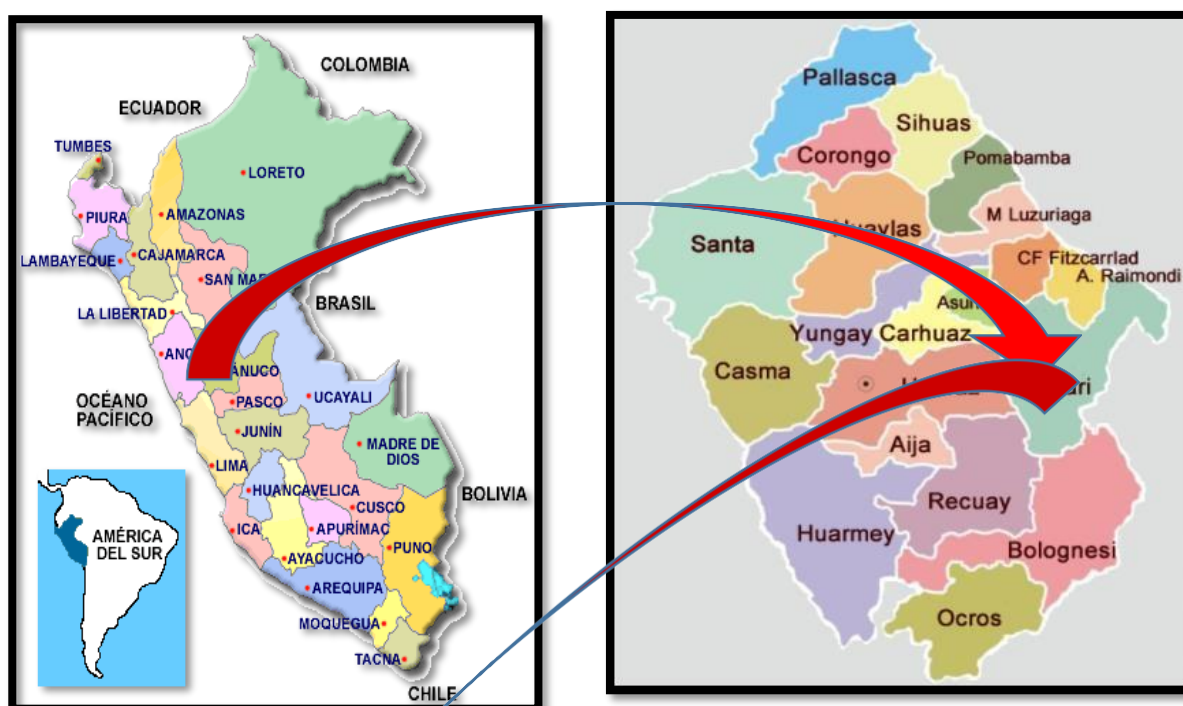 COLOMBIA
ECUADOR
TUMBES
LORETO
PIURA
AMAZONAS
CAJAMARCA
LAMBAYEQUE
SAN MAR
BRASIL
LA LIBERTAD
ANC
ÁNUCO
UCAYALI
PASCO
OCÉANO
PACÍFICO
JUNÍN
MADRE DE
DIOS
LIMA
HUANCAVELICA
BOLIVIA
CUSCO
ICA
APURÍMAC
AMÉRICA
DEL SUR
PUNO
AYACUCHO
AREQUIPA
MOQUEGUA
TACNA
CHILE
Pallasca
Sihuas
Corongo
Pomabamba
M Luzuriaga
Santa
uaylas
CF Fitzcarrlad
A. Raimondi
Asun
Yungay
Carhuaz
Casma
H
ari
Aija
Recuay
Huarmey
Bolognesi
Ocros